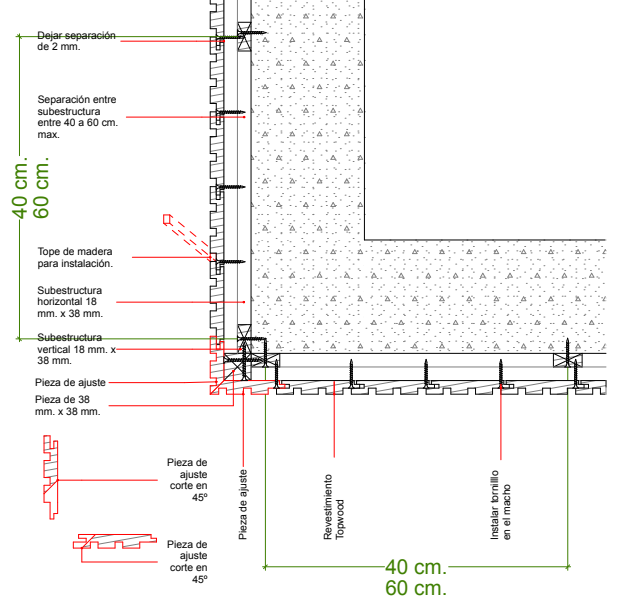 Dejar separación
de 2 mm.
Separación entre
subestructura
entre 40 a 60 cm.
max.
40 cm.
60 cm.
Tope de madera
para instalación.
Subestructura
horizontal 18
mm. x 38 mm.
Subestructura
vertical 18 mm. x
38 mm.
Pieza de ajuste
Pieza de 38
mm. x 38 mm.
Pieza de
ajuste
corte en
45º
Pieza de
ajuste
corte en
45º
Pieza de ajuste
Revestimiento
Topwood
Instalar tornillo
en el macho
40 cm.
60 cm.